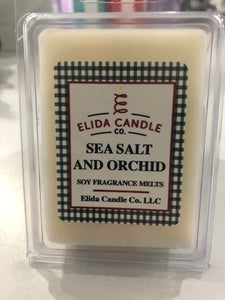 ELIDA CANDLE
CO.
SEA SALT
AND ORCHID
SOY FRAGRANCE MELTS
Elida Candle Co. LLC